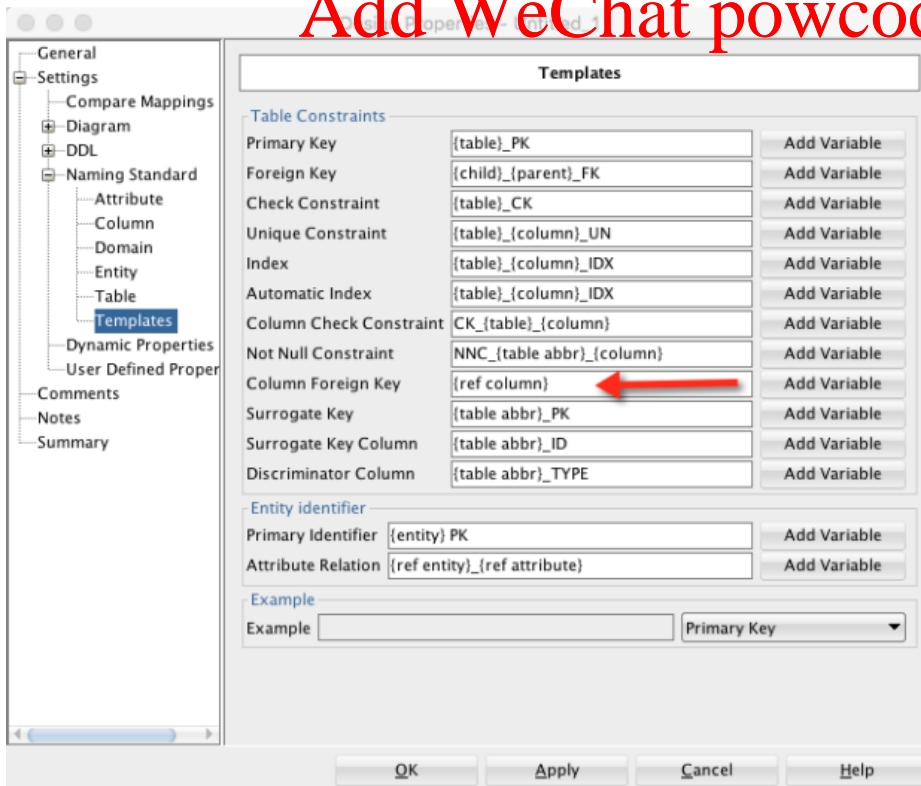 Add WeChat powcod
Design Properties - Untitled_1
General
Settings
Compare Mappings
Diagram
DDL
Naming Standard
Attribute
Column
Domain
Entity
Table
Templates
Dynamic Properties
User Defined Proper
Comments
Notes
Summary
Templates
Table Constraints
Primary Key {table}_PK Add Variable
Foreign Key {child}_{parent}_FK Add Variable
Check Constraint {table}_CK Add Variable
Unique Constraint {table}_{column}_UN Add Variable
Index {table}_{column}_IDX Add Variable
Automatic Index {table}_{column}_IDX Add Variable
Column Check Constraint CK_{table}_{column} Add Variable
Not Null Constraint NNC_{table abbr}_{column} Add Variable
Column Foreign Key {ref column} Add Variable
Surrogate Key {table abbr}_PK Add Variable
Surrogate Key Column {table abbr}_ID Add Variable
Discriminator Column {table abbr}_TYPE Add Variable
Entity identifier
Primary Identifier {entity} PK Add Variable
Attribute Relation {ref entity}_{ref attribute} Add Variable
Example
Example Primary Key
OK Apply Cancel Help